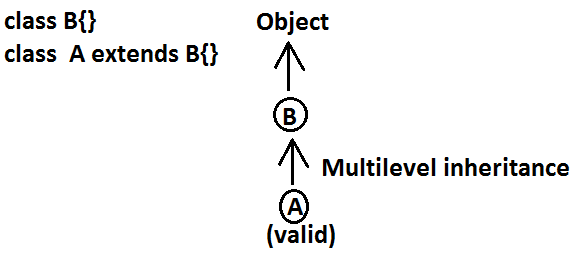 class B{}
class  A extends B{}
Object
B
Multilevel inheritance
A
(valid)